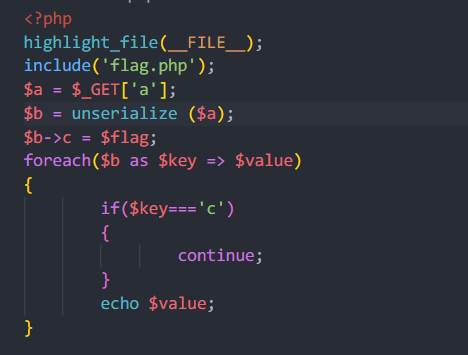 <?php
highlight_file(__FILE__);
include('flag.php');
$a = $_GET['a'];
$b = unserialize ($a);
$b->c = $flag;
foreach($b as $key => $value)
{
if($key==='c')
{
continue;
}
echo $value;
}